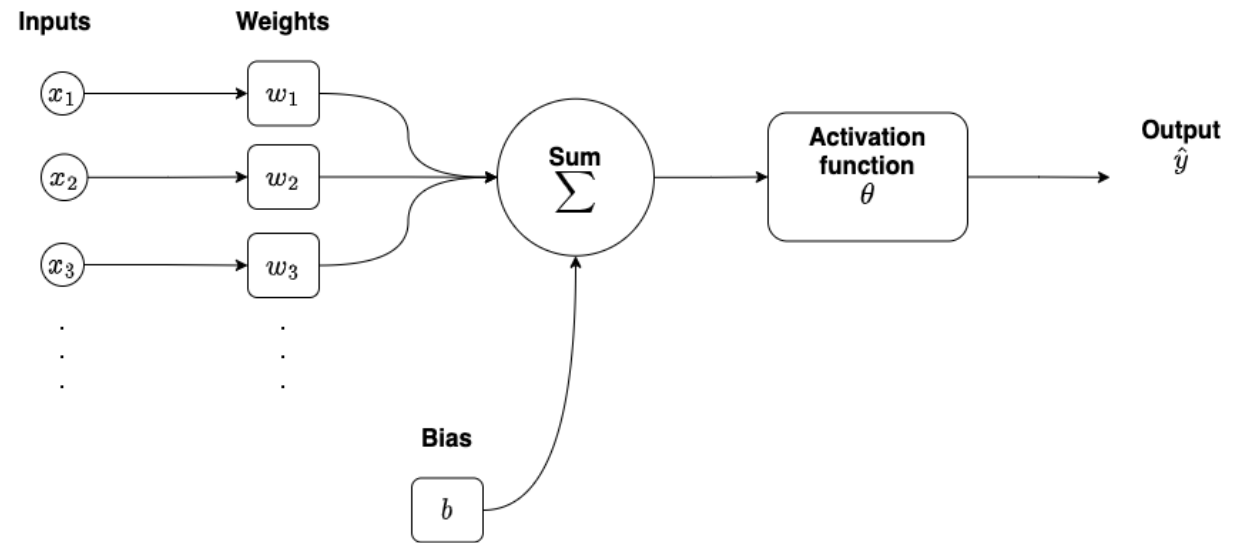 Inputs
Weights
x₁
w₁
x₂
w₂
x₃
w₃
.
.
.
.
.
.
Sum
∑
Activation
function
θ
Output
ŷ
Bias
b